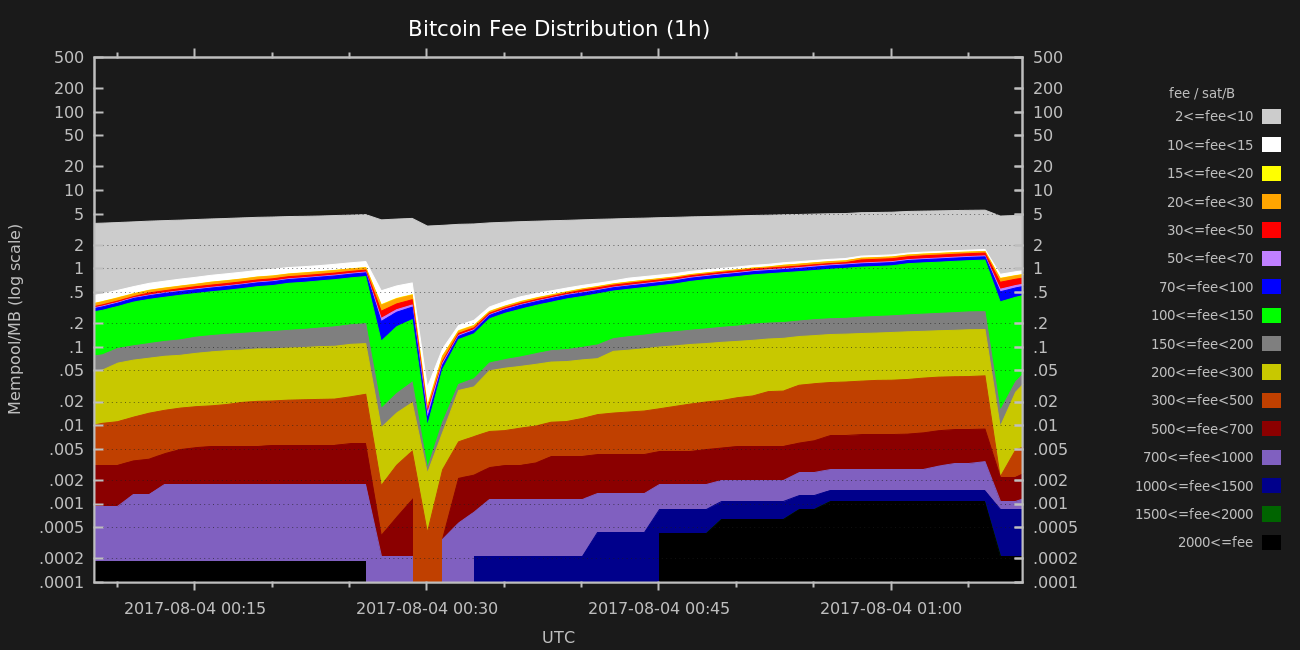 Bitcoin Fee Distribution (1h)
Mempool/MB (log scale)
500
200
100
50
20
10
5
2
1
.5
.2
.1
.05
.02
.01
.005
.002
.001
.0005
.0002
.0001
500
200
100
50
20
10
5
2
1
.5
.2
.1
.05
.02
.01
.005
.002
.001
.0005
.0002
.0001
fee / sat/B
2<=fee<10
10<=fee<15
15<=fee<20
20<=fee<30
30<=fee<50
50<=fee<70
70<=fee<100
100<=fee<150
150<=fee<200
200<=fee<300
300<=fee<500
500<=fee<700
700<=fee<1000
1000<=fee<1500
1500<=fee<2000
2000<=fee
2017-08-04 00:15 2017-08-04 00:30 2017-08-04 00:45 2017-08-04 01:00
UTC